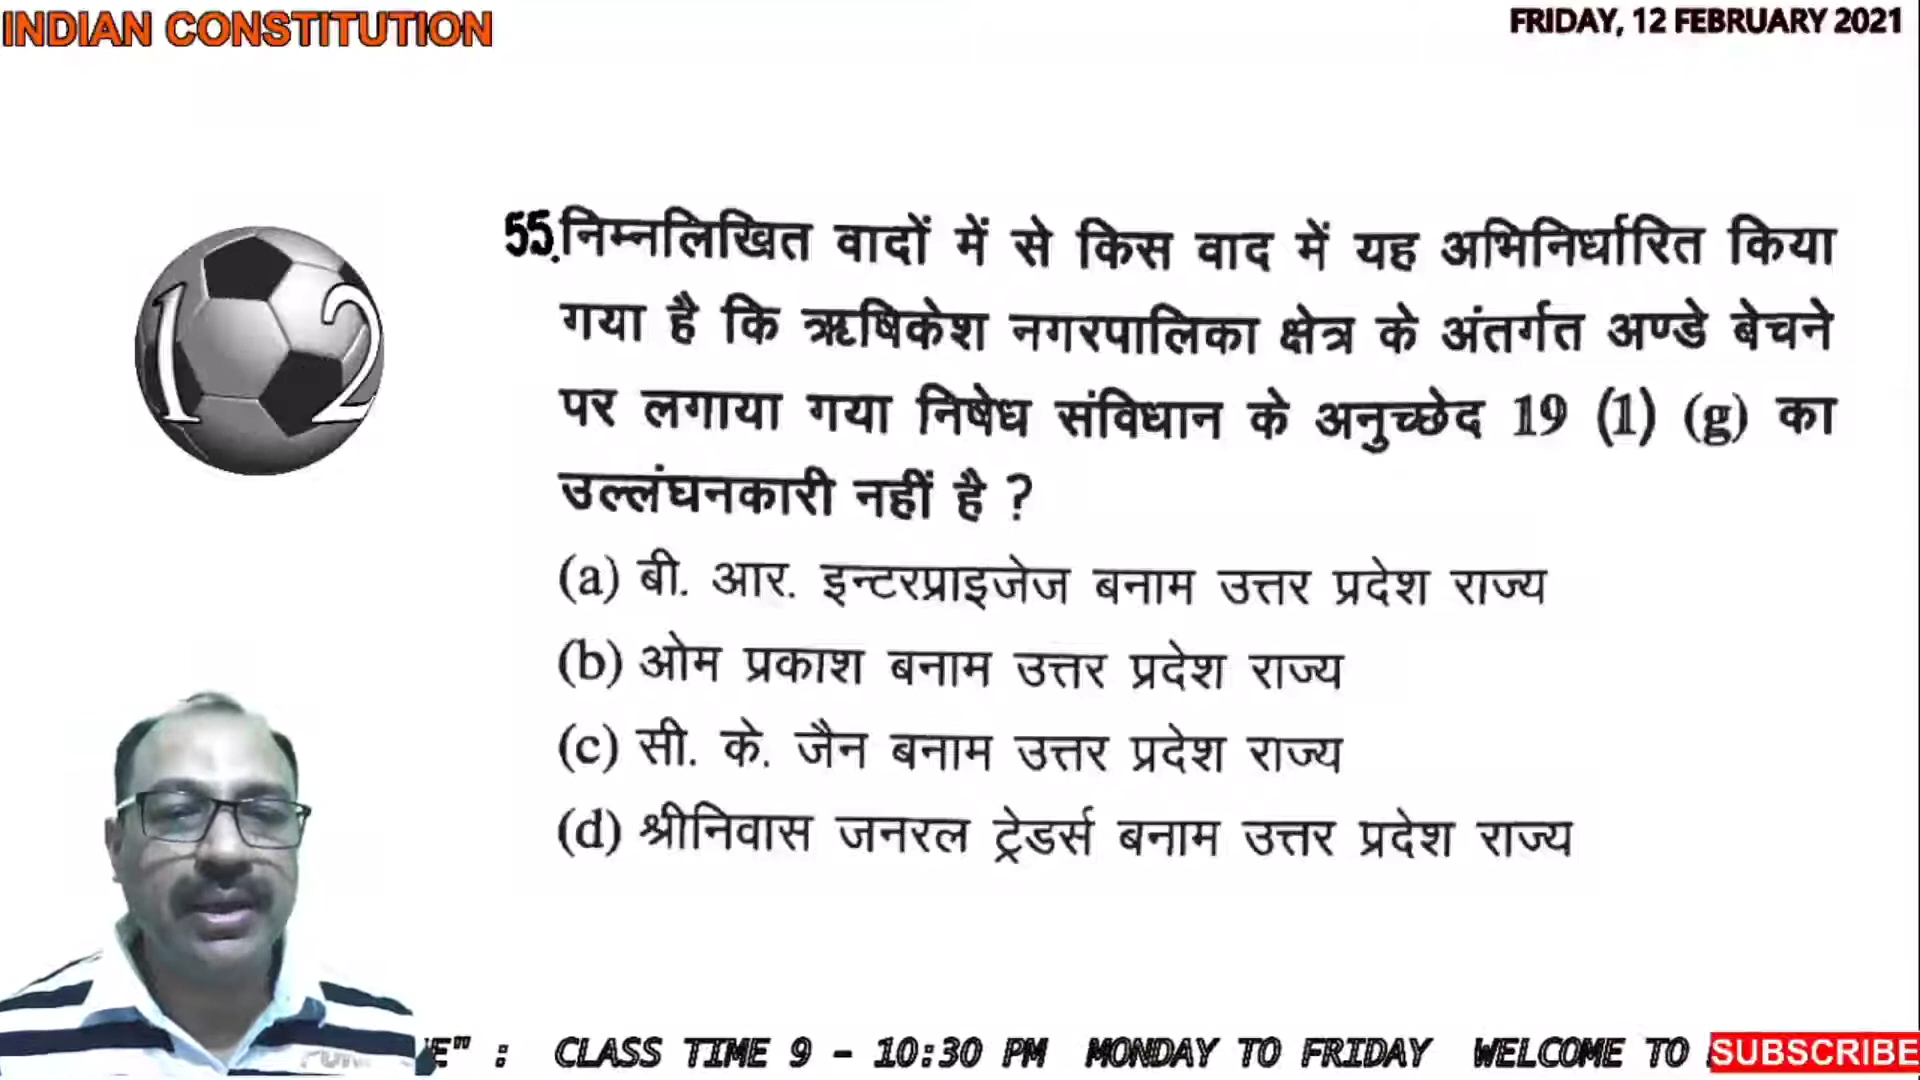 INDIAN CONSTITUTION
FRIDAY, 12 FEBRUARY 2021
12
55.निम्नलिखित वादों में से किस वाद में यह अभिनिर्धारित किया
गया है कि ऋषिकेश नगरपालिका क्षेत्र के अंतर्गत अण्डे बेचने
पर लगाया गया निषेध संविधान के अनुच्छेद 19 (1) (g) का
उल्लंघनकारी नहीं है ?
(a) बी. आर. इन्टरप्राइजेज बनाम उत्तर प्रदेश राज्य
(b) ओम प्रकाश बनाम उत्तर प्रदेश राज्य
(c) सी. के. जैन बनाम उत्तर प्रदेश राज्य
(d) श्रीनिवास जनरल ट्रेडर्स बनाम उत्तर प्रदेश राज्य
E" : CLASS TIME 9 - 10:30 PM MONDAY TO FRIDAY WELCOME TO
SUBSCRIBE